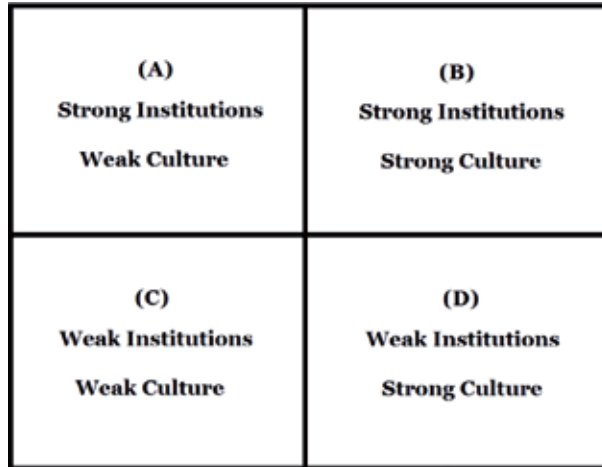 (A)
Strong Institutions
Weak Culture
(B)
Strong Institutions
Strong Culture
(C)
Weak Institutions
Weak Culture
(D)
Weak Institutions
Strong Culture